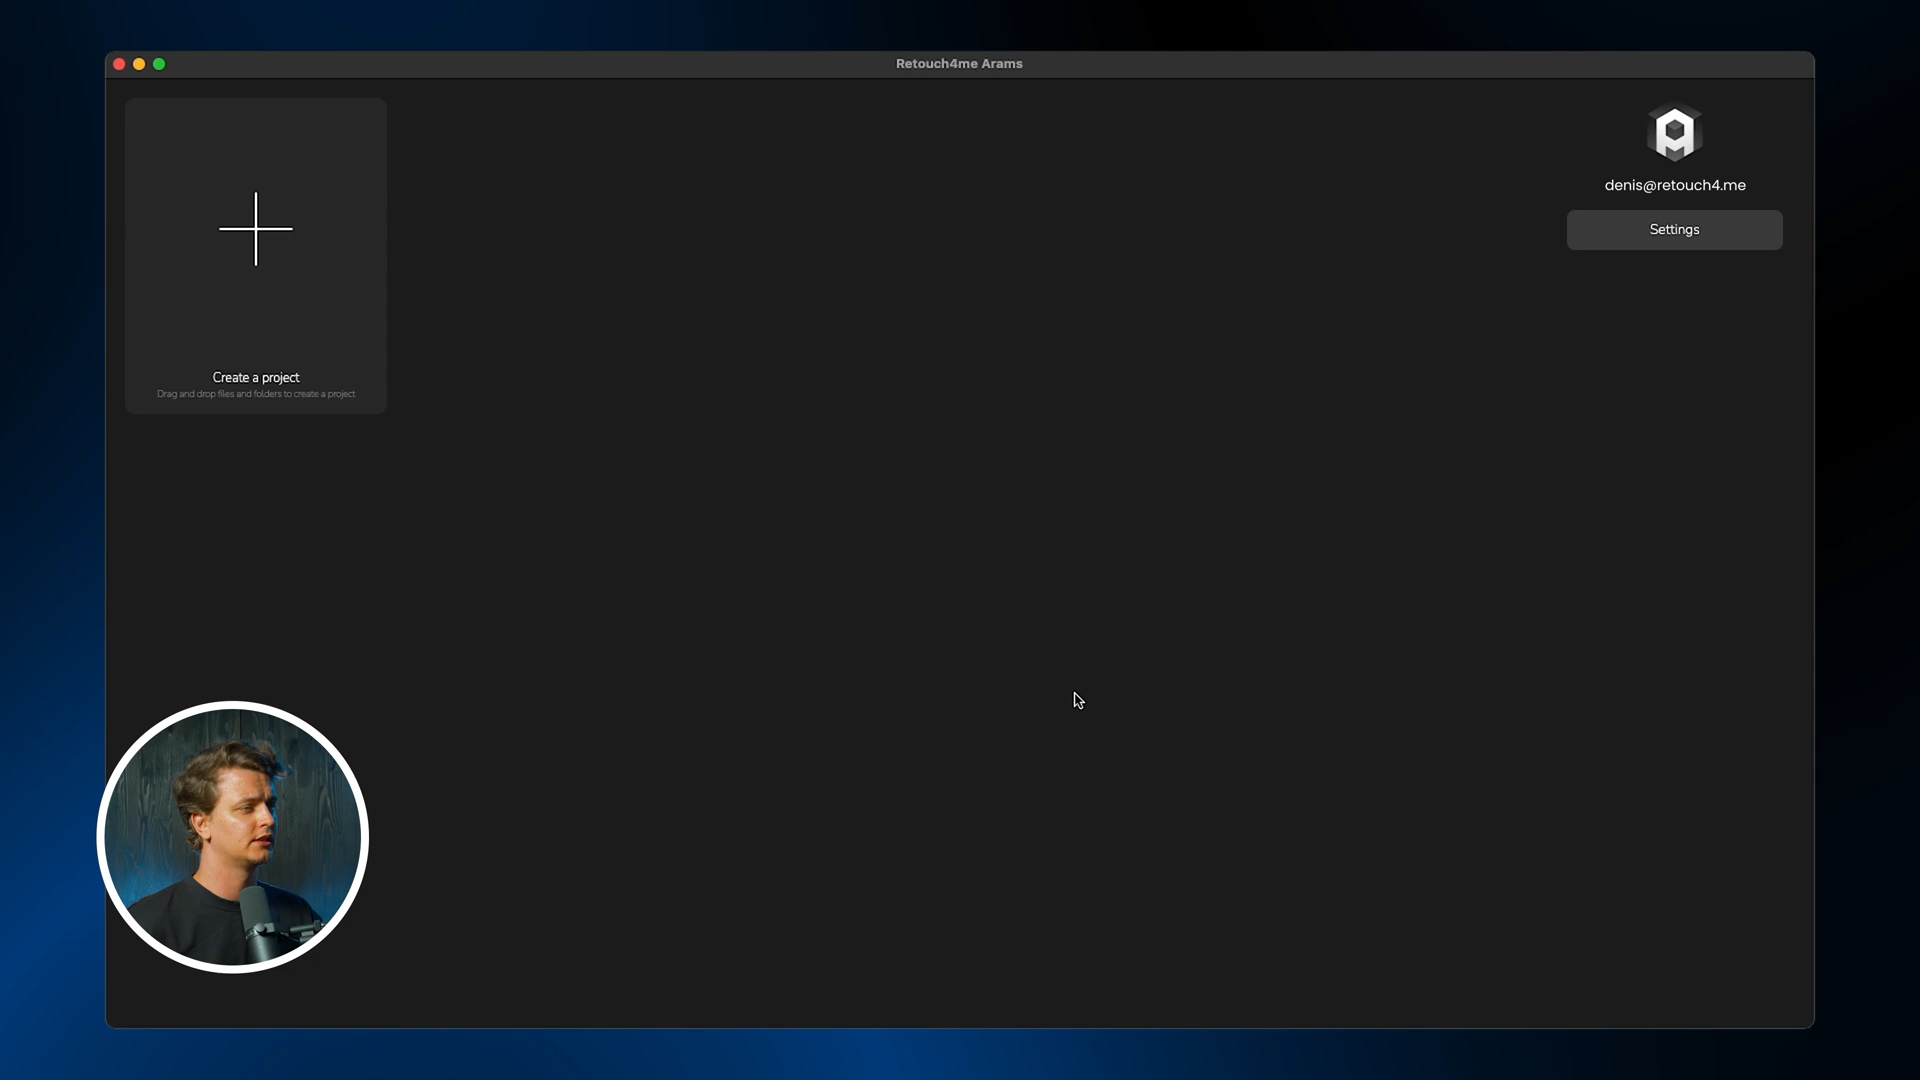 Retouch4me Arams
denis@retouch4.me
Settings
Create a project
Drag and drop files and folders to create a project